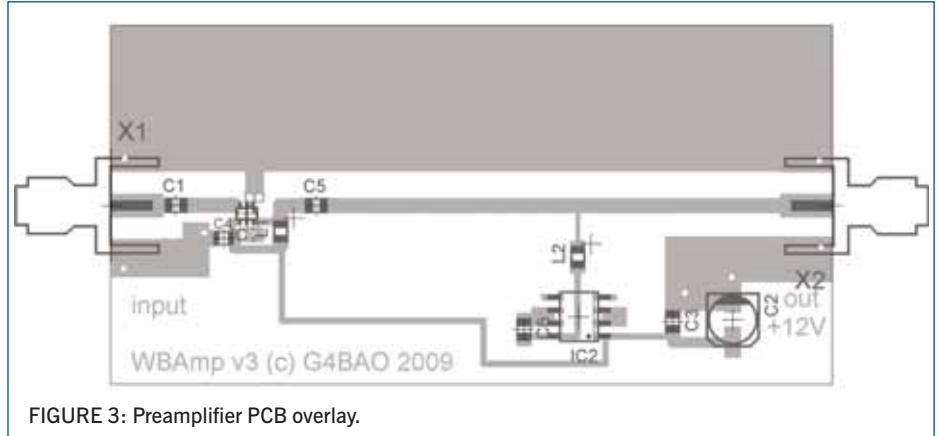 X1
C1
C5
C4
L2
X2
input
C6
IC2
C3
C2
out
+12V
WBAmp v3 (c) G4BAO 2009
FIGURE 3: Preamplifier PCB overlay.